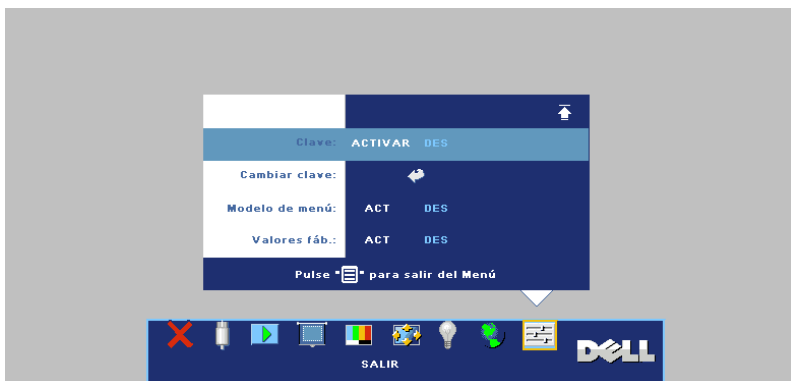 Clave: ACTIVAR DES
Cambiar clave:
Modelo de menú: ACT DES
Valores fáb.: ACT DES
Pulse "" para salir del Menú
SALIR
DELL